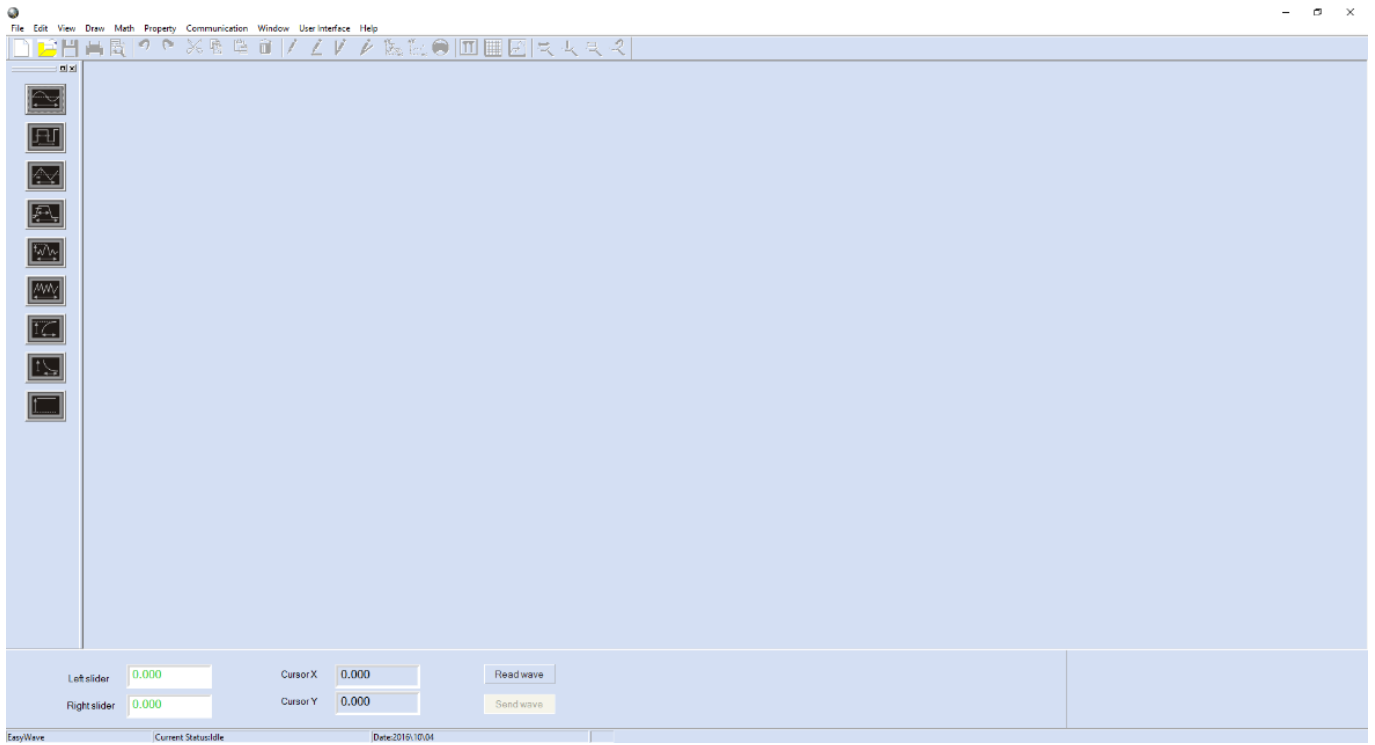 File Edit View Draw Math Property Communication Window User Interface Help
Left slider 0.000 Cursor X 0.000 Read wave
Right slider 0.000 Cursor Y 0.000 Send wave
EasyWave Current Status:Idle Date:2016\10\04